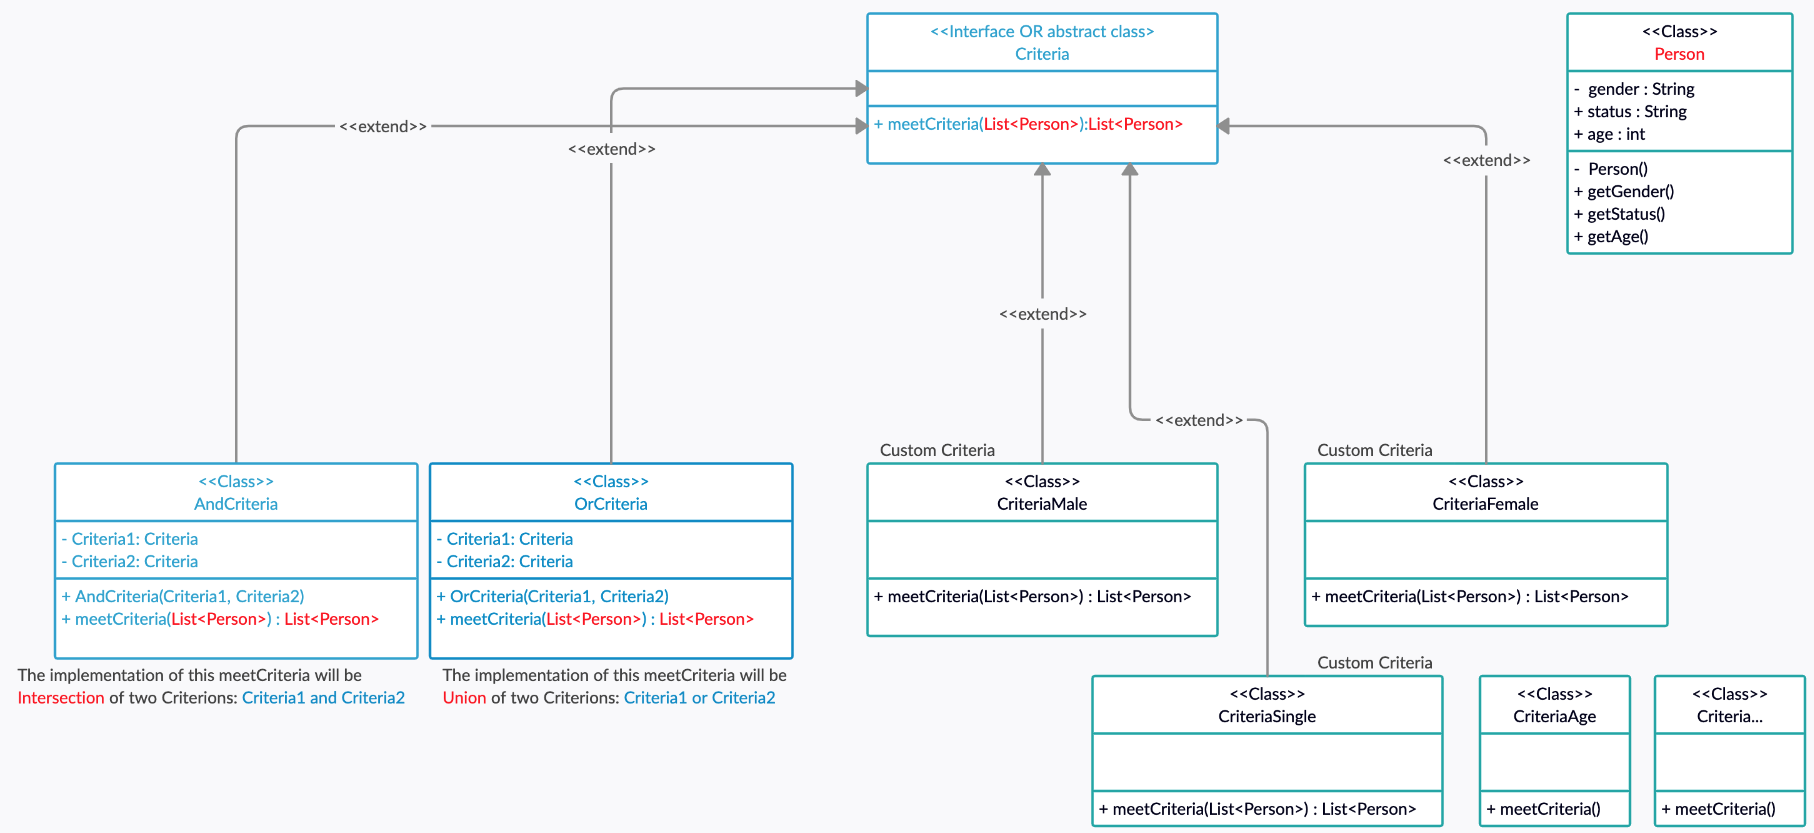 <<Interface OR abstract class>
Criteria
+ meetCriteria(List<Person>):List<Person>
<<Class>>
Person
- gender : String
+ status : String
+ age : int
- Person()
+ getGender()
+ getStatus()
+ getAge()
<<extend>>
<<extend>>
<<extend>>
<<extend>>
<<extend>>
<<Class>>
AndCriteria
- Criteria1: Criteria
- Criteria2: Criteria
+ AndCriteria(Criteria1, Criteria2)
+ meetCriteria(List<Person>) : List<Person>
The implementation of this meetCriteria will be
Intersection of two Criterions: Criteria1 and Criteria2
<<Class>>
OrCriteria
- Criteria1: Criteria
- Criteria2: Criteria
+ OrCriteria(Criteria1, Criteria2)
+ meetCriteria(List<Person>) : List<Person>
The implementation of this meetCriteria will be
Union of two Criterions: Criteria1 or Criteria2
Custom Criteria
<<Class>>
CriteriaMale
+ meetCriteria(List<Person>) : List<Person>
Custom Criteria
<<Class>>
CriteriaFemale
+ meetCriteria(List<Person>) : List<Person>
Custom Criteria
<<Class>>
CriteriaSingle
+ meetCriteria(List<Person>) : List<Person>
<<Class>>
CriteriaAge
+ meetCriteria()
<<Class>>
Criteria...
+ meetCriteria()